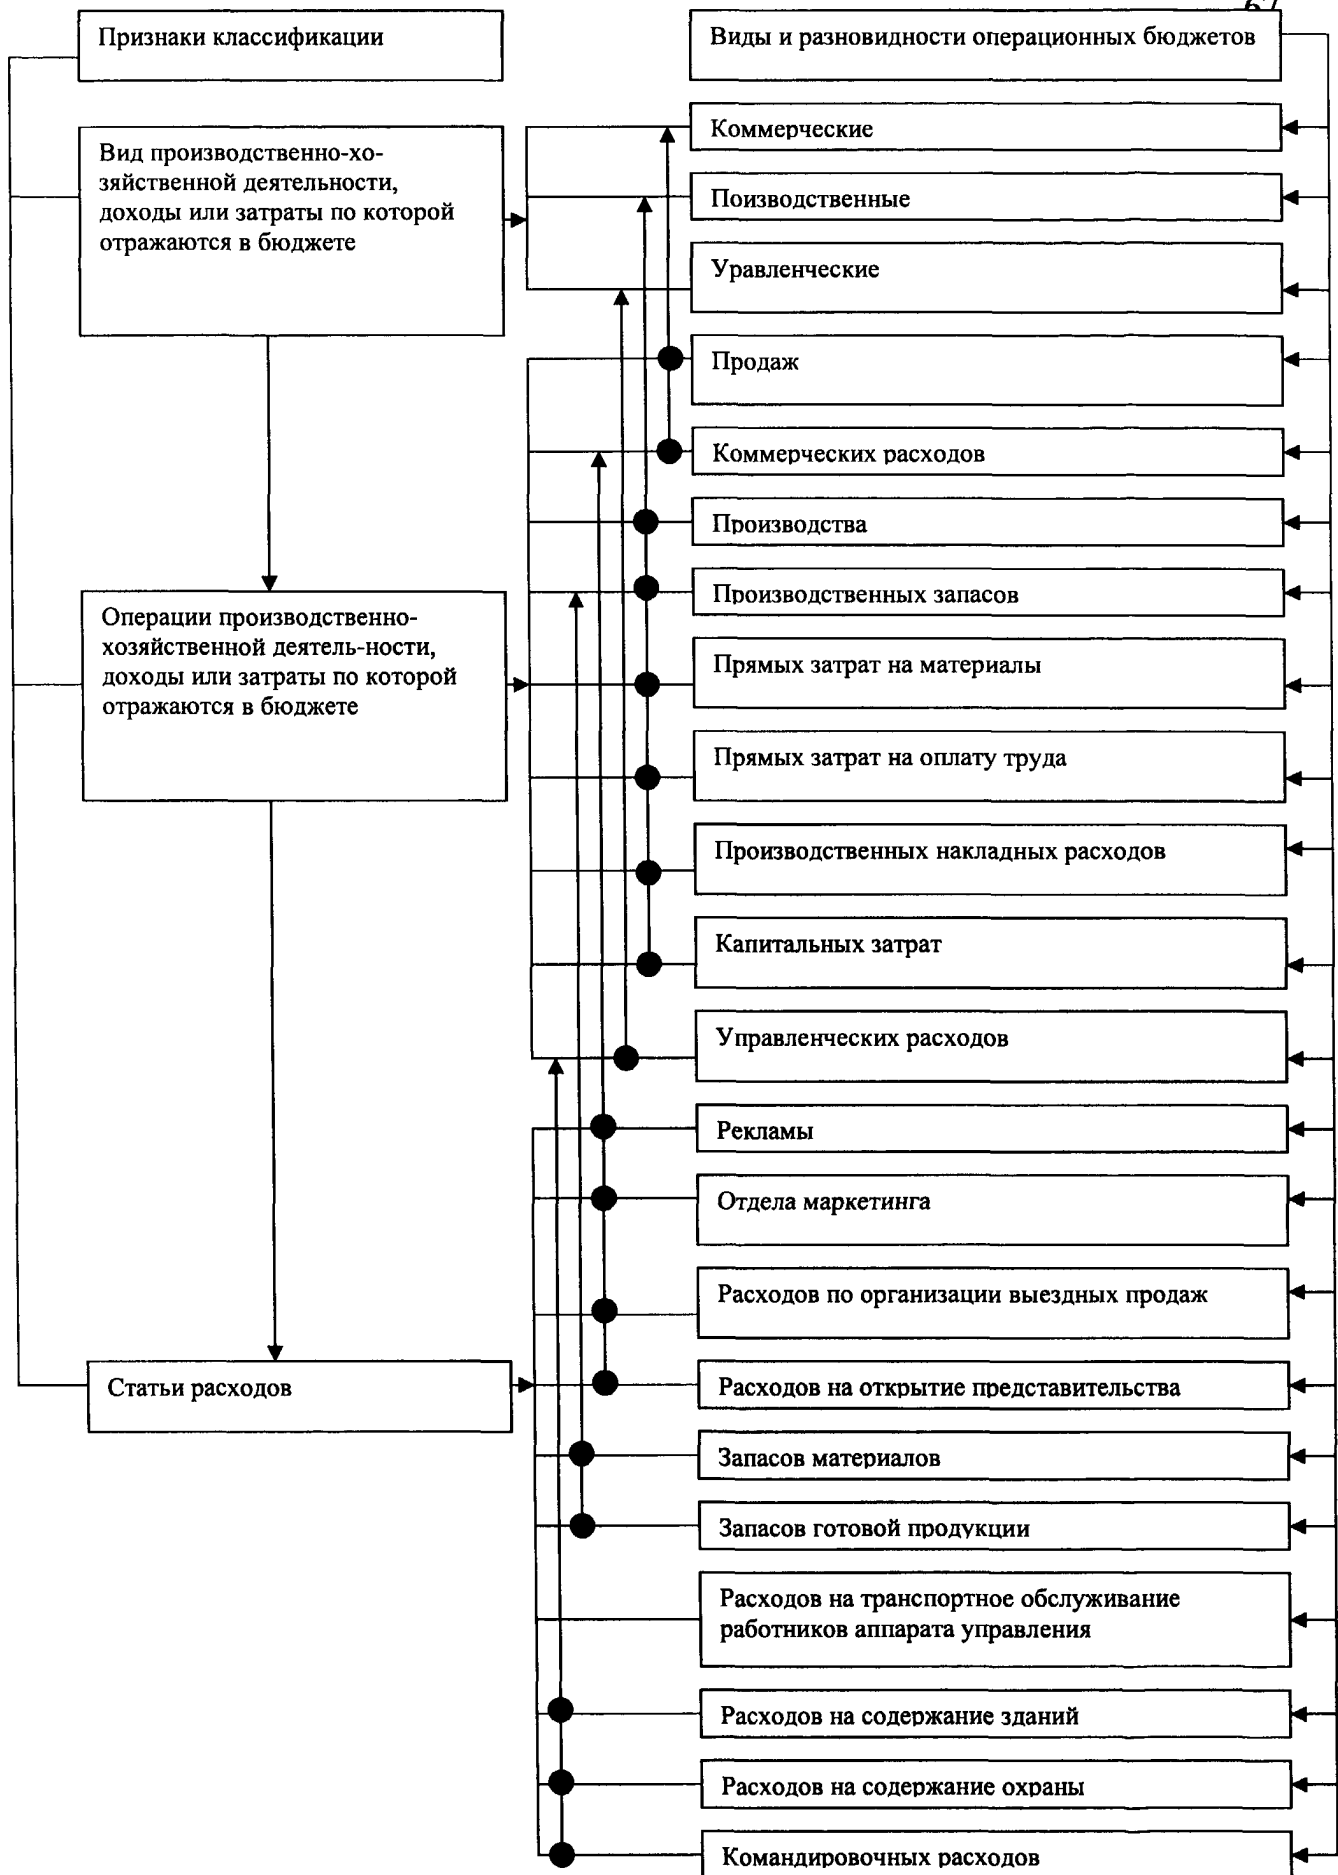 67
Признаки классификации
Виды и разновидности операционных бюджетов
Вид производственно-хо-
зяйственной деятельности,
доходы или затраты по которой
отражаются в бюджете
Коммерческие
Поизводственные
Уравленческие
Продаж
Коммерческих расходов
Производства
Производственных запасов
Операции производственно-
хозяйственной деятель-ности,
доходы или затраты по которой
отражаются в бюджете
Прямых затрат на материалы
Прямых затрат на оплату труда
Производственных накладных расходов
Капитальных затрат
Управленческих расходов
Рекламы
Отдела маркетинга
Расходов по организации выездных продаж
Статьи расходов
Расходов на открытие представительства
Запасов материалов
Запасов готовой продукции
Расходов на транспортное обслуживание
работников аппарата управления
Расходов на содержание зданий
Расходов на содержание охраны
Командировочных расходов